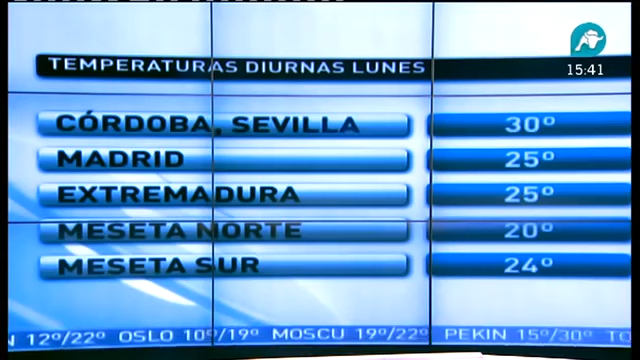 15:41
TEMPERATURAS DIURNAS LUNES
CÓRDOBA, SEVILLA 30º
MADRID 25º
EXTREMADURA 25º
MESETA NORTE 20º
MESETA SUR 24º
12º/22º OSLO 10º/19º MOSCU 19º/22º PEKIN 15º/30º